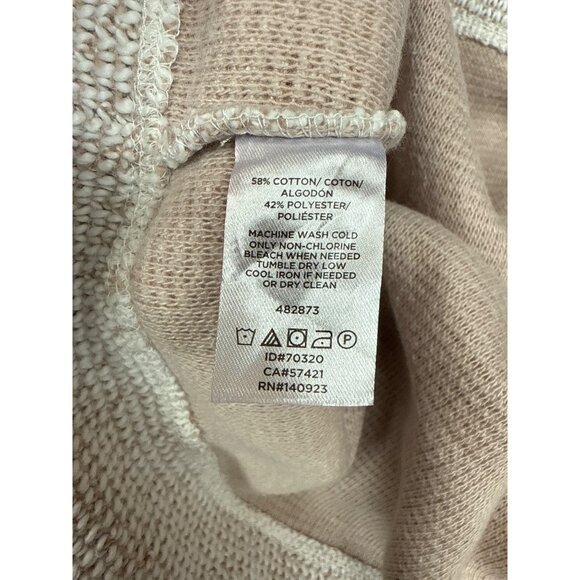 58% COTTON/ COTON/
ALGODÓN
42% POLYESTER/
POLIÉSTER
MACHINE WASH COLD
ONLY NON-CHLORINE
BLEACH WHEN NEEDED
TUMBLE DRY LOW
COOL IRON IF NEEDED
OR DRY CLEAN
482873
P
ID#70320
CA#57421
RN#140923